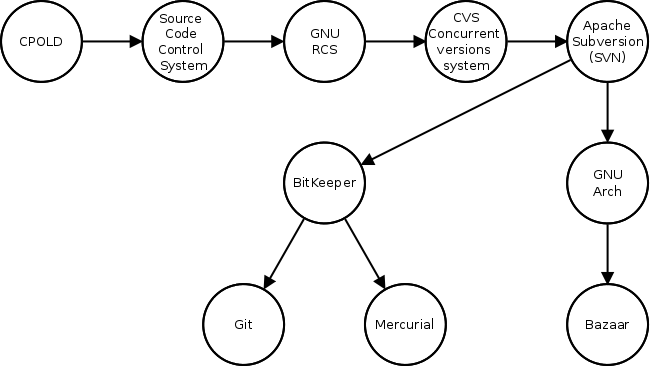 CPOLD
Source
Code
Control
System
GNU
RCS
CVS
Concurrent
versions
system
Apache
Subversion
(SVN)
BitKeeper
GNU
Arch
Git
Mercurial
Bazaar